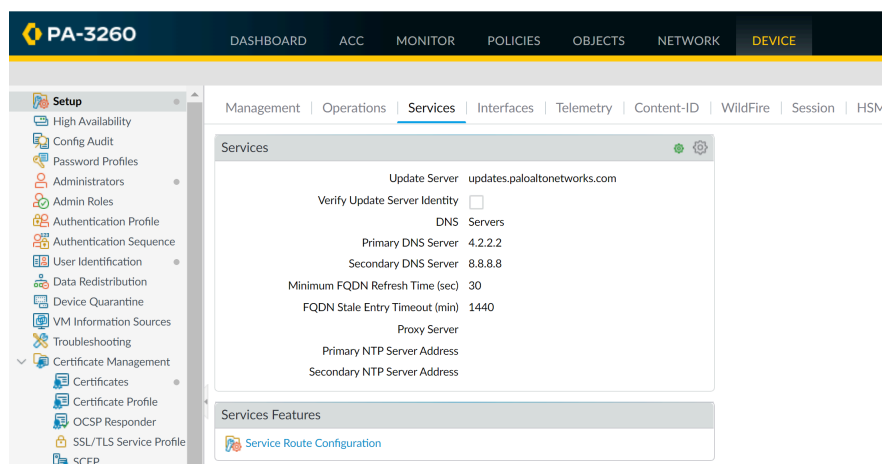 PA-3260
DASHBOARD ACC MONITOR POLICIES OBJECTS NETWORK DEVICE
Setup
High Availability
Config Audit
Password Profiles
Administrators
Admin Roles
Authentication Profile
Authentication Sequence
User Identification
Data Redistribution
Device Quarantine
VM Information Sources
Troubleshooting
Certificate Management
Certificates
Certificate Profile
OCSP Responder
SSL/TLS Service Profile
SCEP
Management Operations Services Interfaces Telemetry Content-ID WildFire Session HSM
Services
Update Server updates.paloaltonetworks.com
Verify Update Server Identity
DNS Servers
Primary DNS Server 4.2.2.2
Secondary DNS Server 8.8.8.8
Minimum FQDN Refresh Time (sec) 30
FQDN Stale Entry Timeout (min) 1440
Proxy Server
Primary NTP Server Address
Secondary NTP Server Address
Services Features
Service Route Configuration